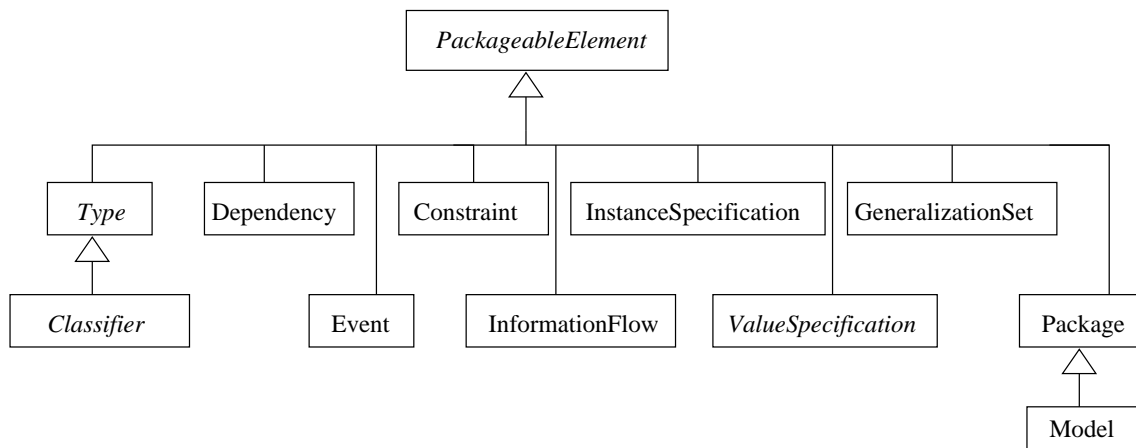 PackageableElement
Type
Dependency
Constraint
InstanceSpecification
GeneralizationSet
Classifier
Event
InformationFlow
ValueSpecification
Package
Model